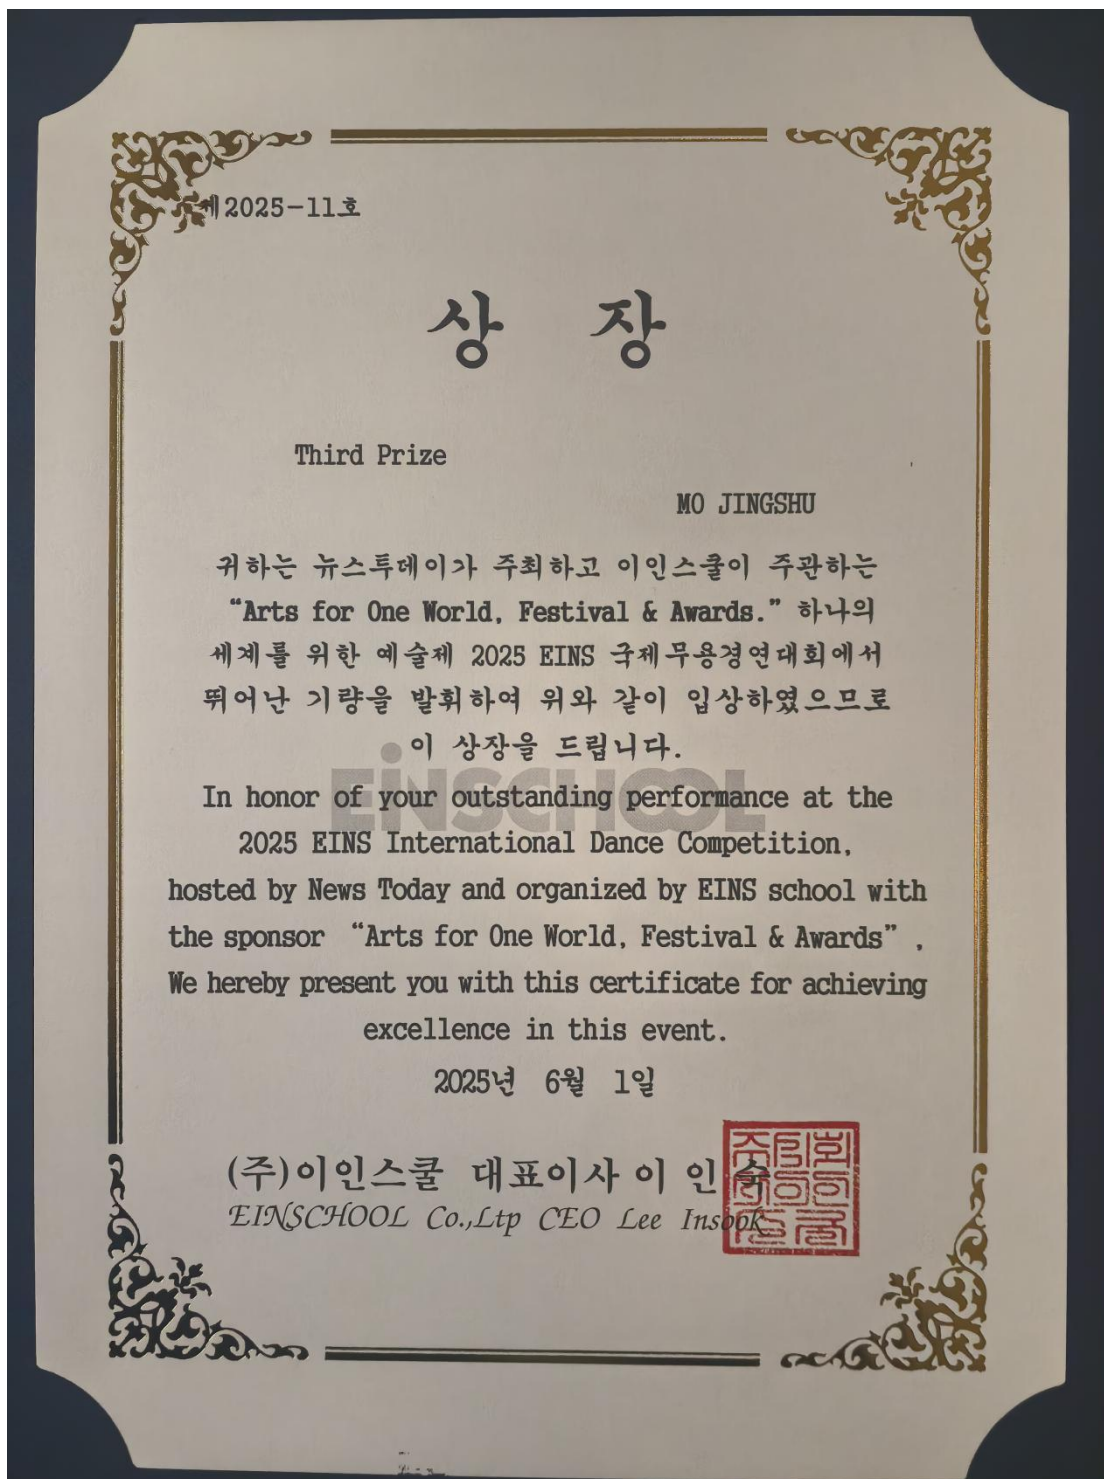 제2025-11호
상 장
Third Prize
MO JINGSHU
귀하는 뉴스투데이가 주최하고 이인스쿨이 주관하는
“Arts for One World, Festival & Awards.” 하나의
세계를 위한 예술제 2025 EINS 국제무용경연대회에서
뛰어난 기량을 발휘하여 위와 같이 입상하였으므로
이 상장을 드립니다.
EINSCHOOL
In honor of your outstanding performance at the
2025 EINS International Dance Competition,
hosted by News Today and organized by EINS school with
the sponsor “Arts for One World, Festival & Awards”,
We hereby present you with this certificate for achieving
excellence in this event.
2025년 6월 1일
(주)이인스쿨 대표이사 이 인 숙
EINSCHOOL Co.,Ltp CEO Lee Insook